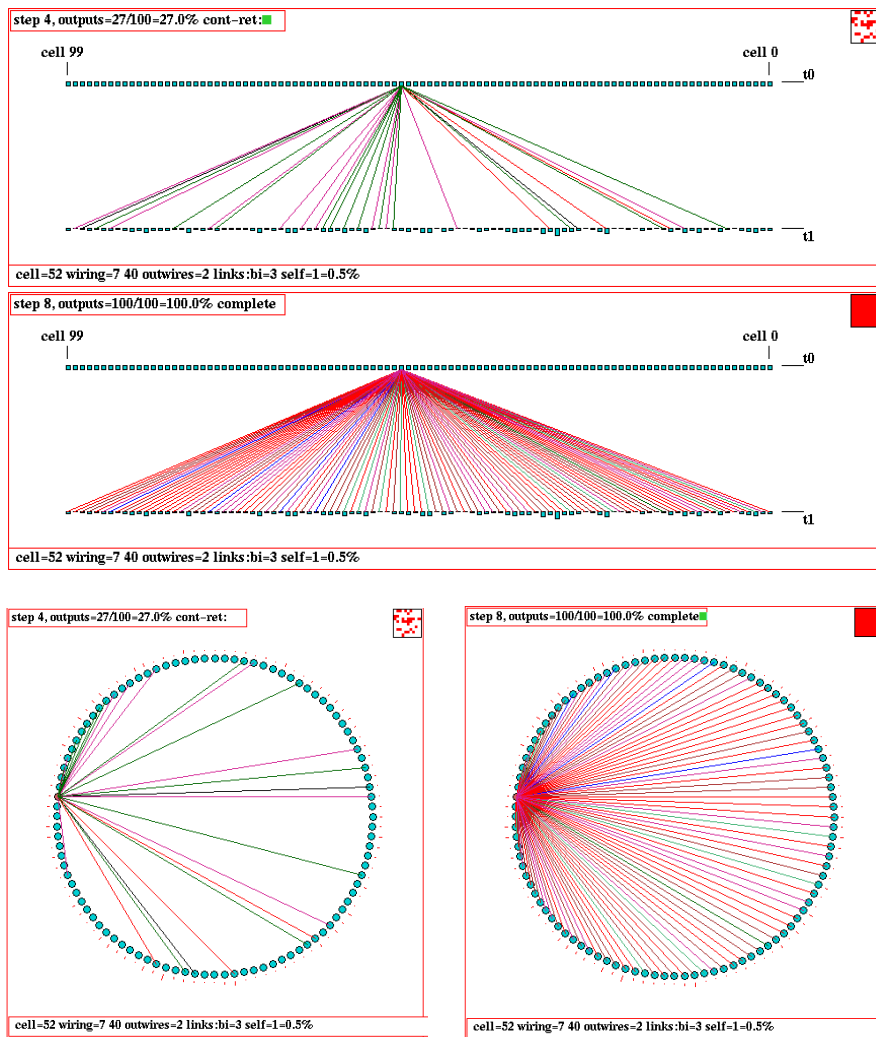 step 4, outputs=27/100=27.0% cont-ret:
cell 99
cell 0
t0
t1
cell=52 wiring=7 40 outwires=2 links:bi=3 self=1=0.5%
step 8, outputs=100/100=100.0% complete
cell 99
cell 0
t0
t1
cell=52 wiring=7 40 outwires=2 links:bi=3 self=1=0.5%
step 4, outputs=27/100=27.0% cont-ret:
cell=52 wiring=7 40 outwires=2 links:bi=3 self=1=0.5%
step 8, outputs=100/100=100.0% complete
cell=52 wiring=7 40 outwires=2 links:bi=3 self=1=0.5%